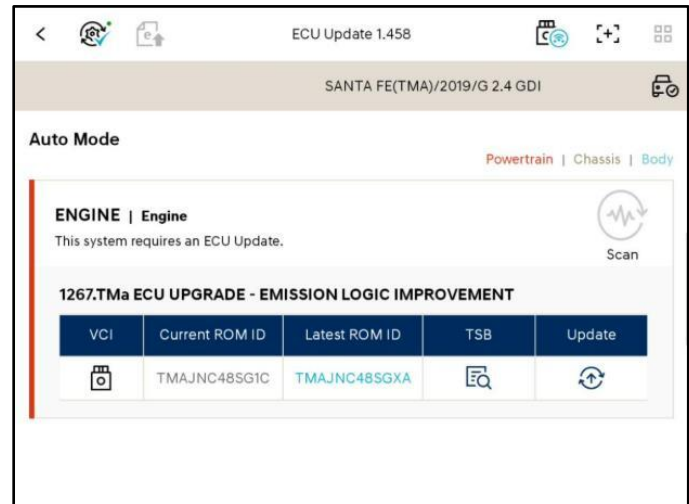 ECU Update 1.458
SANTA FE(TMA)/2019/G 2.4 GDI
Auto Mode
Powertrain | Chassis | Body
ENGINE | Engine
This system requires an ECU Update.
Scan
1267.TMa ECU UPGRADE - EMISSION LOGIC IMPROVEMENT
VCI Current ROM ID Latest ROM ID TSB Update
TMAJNC48SG1C TMAJNC48SGXA